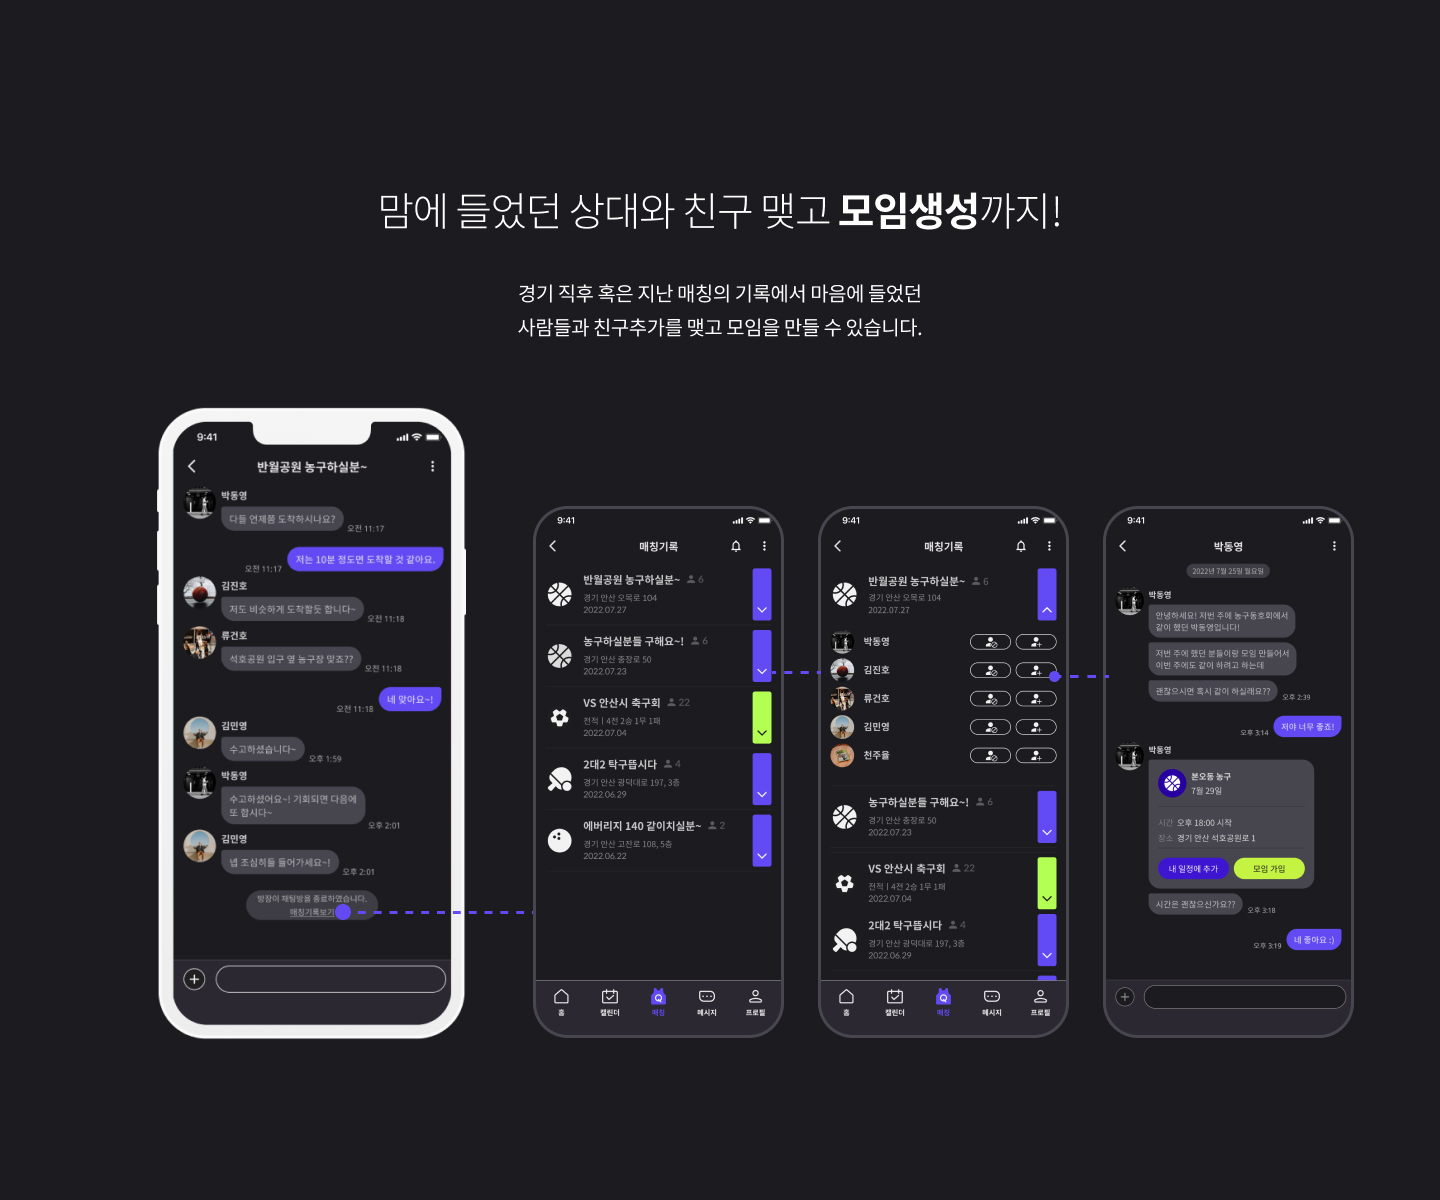 맘에 들었던 상대와 친구 맺고 모임생성까지!
경기 직후 혹은 지난 매칭의 기록에서 마음에 들었던
사람들과 친구추가를 맺고 모임을 만들 수 있습니다.
9:41
반월공원 농구하실분~
박동영
다들 언제쯤 도착하시나요?
오전 11:17
저는 10분 정도면 도착할 것 같아요.
오전 11:17
김진호
저도 비슷하게 도착할듯 합니다~
오전 11:18
류건호
석호공원 입구 옆 농구장 맞죠??
오전 11:18
네 맞아요~!
오전 11:18
김민영
수고하셨습니다~
오후 1:59
박동영
수고하셨어요~! 기회되면 다음에
또 합시다~
오후 2:01
김민영
넵 조심히들 들어가세요~!
오후 2:01
방장이 채팅방을 종료하였습니다.
매칭기록보기
9:41
매칭기록
반월공원 농구하실분~ 6
경기 안산 오목로 104
2022.07.27
농구하실분들 구해요~! 6
경기 안산 충장로 50
2022.07.23
VS 안산시 축구회 22
전적 | 4전 2승 1무 1패
2022.07.04
2대2 탁구뜹시다 4
경기 안산 광덕대로 197, 3층
2022.06.29
에버리지 140 같이치실분~ 2
경기 안산 고잔로 108, 5층
2022.06.22
홈
캘린더
매칭
메시지
프로필
9:41
매칭기록
반월공원 농구하실분~ 6
경기 안산 오목로 104
2022.07.27
박동영
김진호
류건호
김민영
천주율
농구하실분들 구해요~! 6
경기 안산 충장로 50
2022.07.23
VS 안산시 축구회 22
전적 | 4전 2승 1무 1패
2022.07.04
2대2 탁구뜹시다 4
경기 안산 광덕대로 197, 3층
2022.06.29
홈
캘린더
매칭
메시지
프로필
9:41
박동영
2022년 7월 25일 월요일
박동영
안녕하세요! 저번 주에 농구동호회에서
같이 했던 박동영입니다!
저번 주에 했던 분들이랑 모임 만들어서
이번 주에도 같이 하려고 하는데
괜찮으시면 혹시 같이 하실래요??
오후 2:39
저야 너무 좋죠!
오후 3:14
박동영
본오동 농구
7월 29일
시간 오후 18:00 시작
장소 경기 안산 석호공원로 1
내 일정에 추가
모임 가입
시간은 괜찮으신가요??
오후 3:18
네 좋아요 :)
오후 3:19